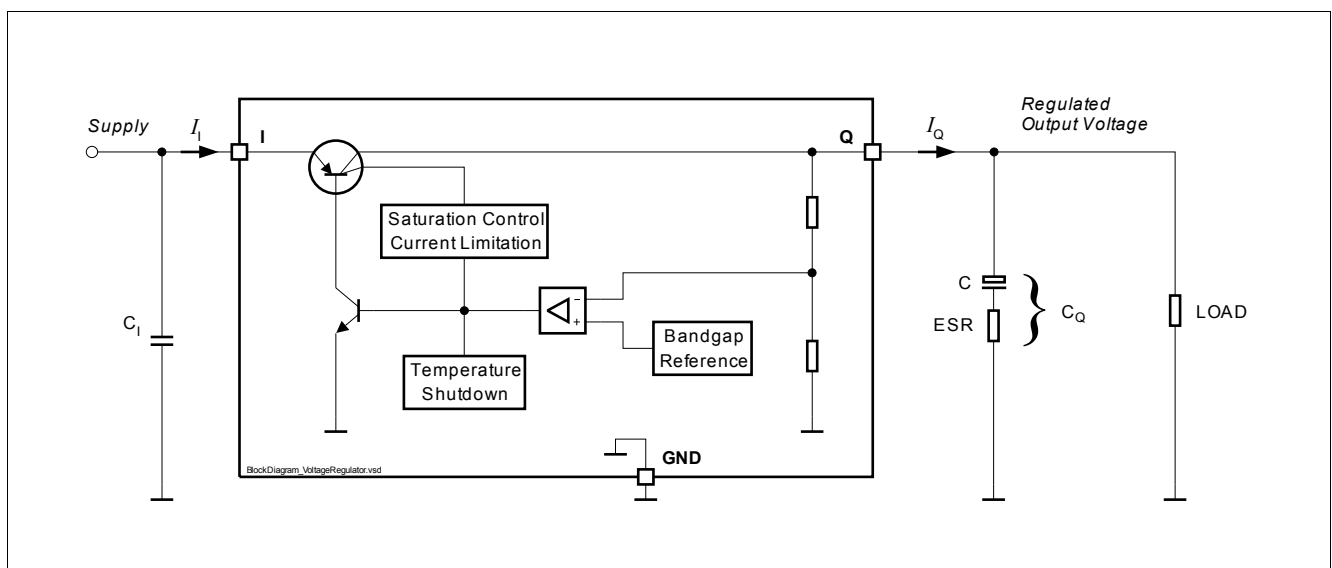 Supply
I_I
I
Q
I_Q
Regulated
Output Voltage
Saturation Control
Current Limitation
C_I
-
+
Bandgap
Reference
Temperature
Shutdown
C
ESR
C_Q
LOAD
GND
BlockDiagram_VoltageRegulator.vsd